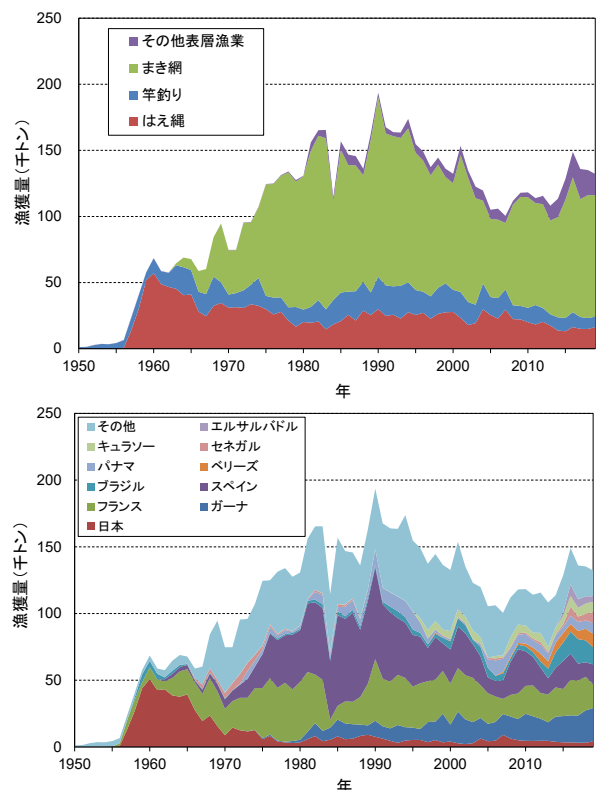 250
200
150
100
50
0
漁獲量(千トン)
その他表層漁業
まき網
竿釣り
はえ縄
1950 1960 1970 1980 1990 2000 2010
年
250
200
150
100
50
0
漁獲量(千トン)
その他 エルサルバドル
キュラソー セネガル
パナマ ベリーズ
ブラジル スペイン
フランス ガーナ
日本
1950 1960 1970 1980 1990 2000 2010
年